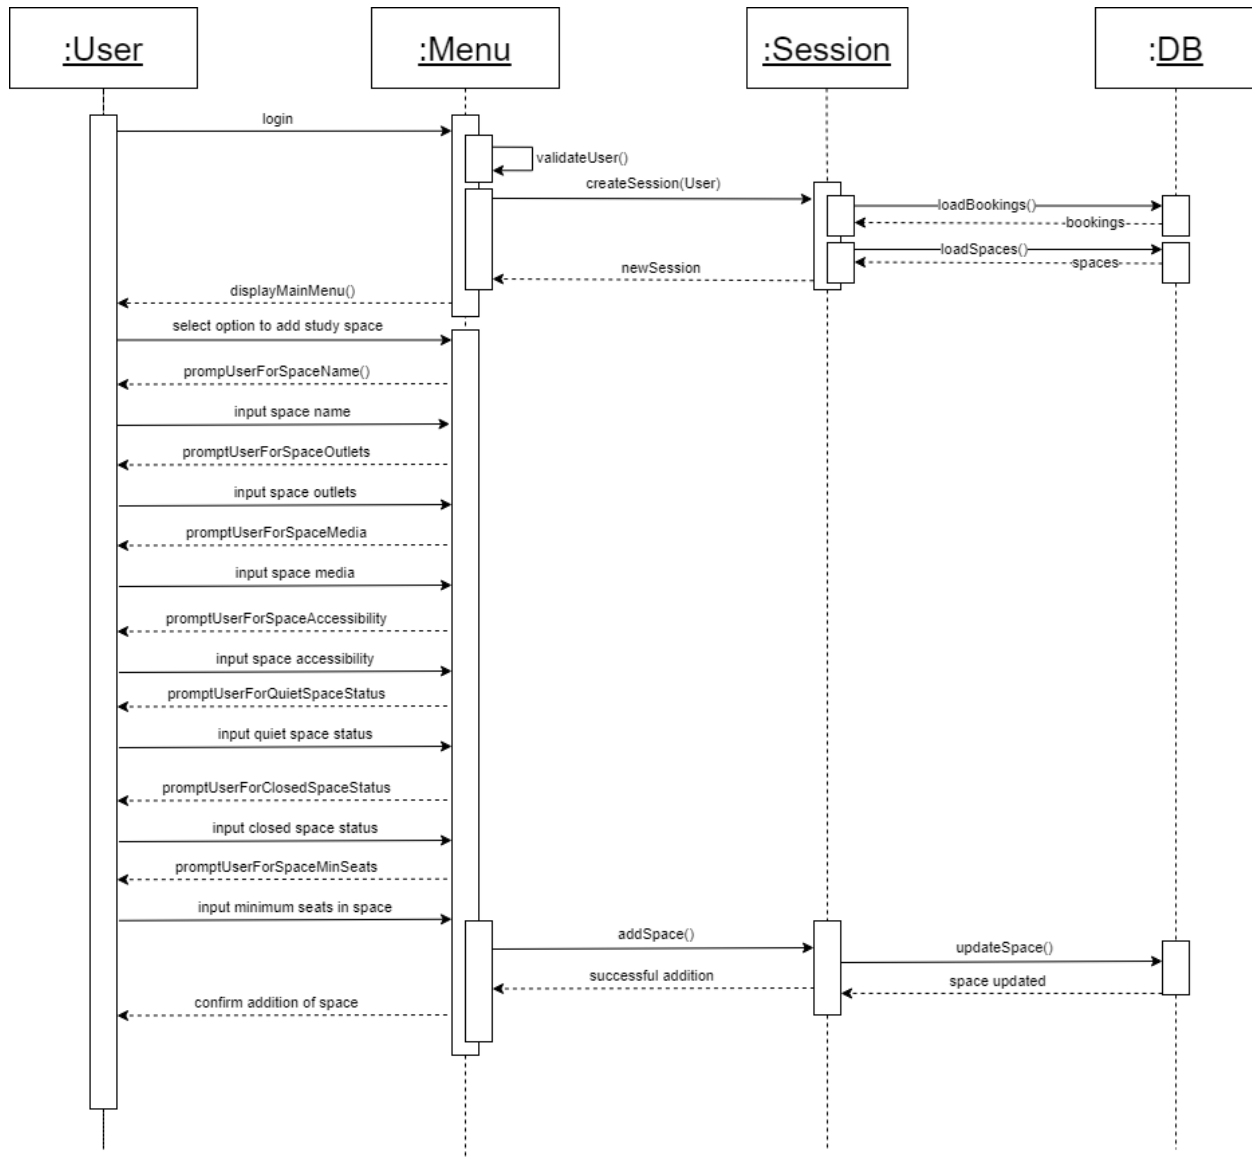 :User
:Menu
:Session
:DB
login
validateUser()
createSession(User)
loadBookings()
bookings
loadSpaces()
spaces
newSession
displayMainMenu()
select option to add study space
prompUserForSpaceName()
input space name
promptUserForSpaceOutlets
input space outlets
promptUserForSpaceMedia
input space media
promptUserForSpaceAccessibility
input space accessibility
promptUserForQuietSpaceStatus
input quiet space status
promptUserForClosedSpaceStatus
input closed space status
promptUserForSpaceMinSeats
input minimum seats in space
addSpace()
updateSpace()
successful addition
space updated
confirm addition of space